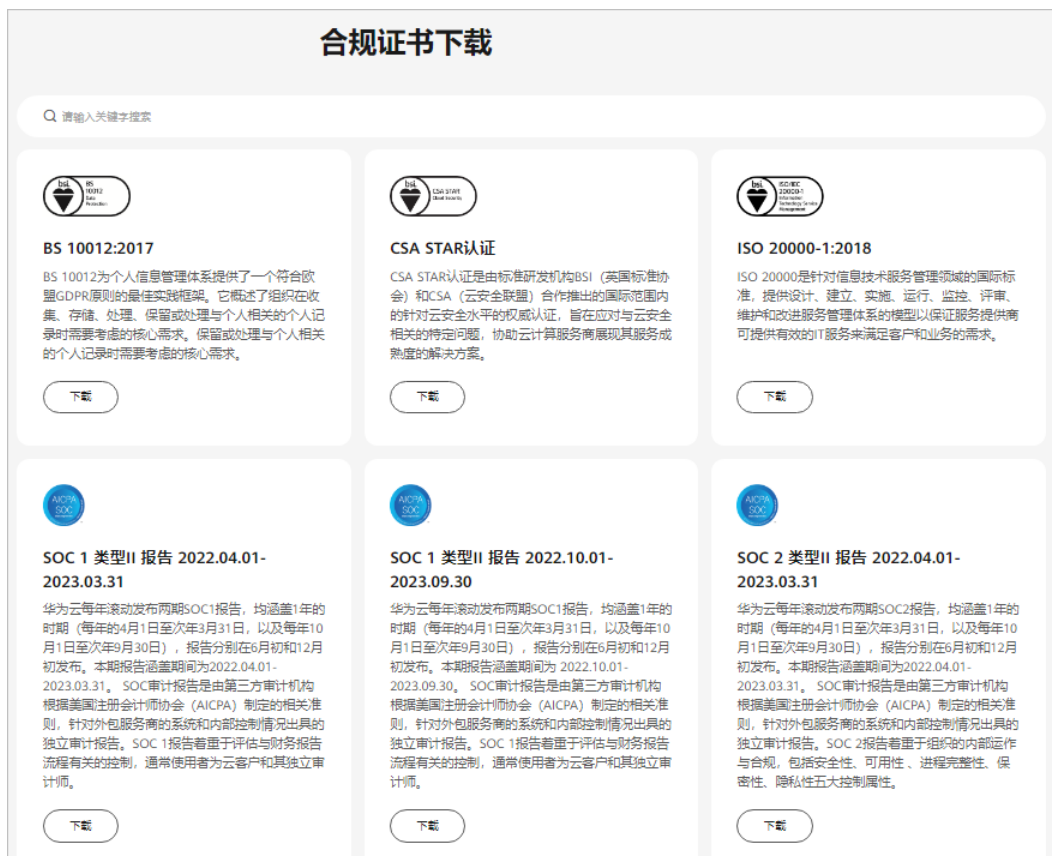 合规证书下载
请输入关键字搜索
bsi.
BS
10012
Data
Protection
BS 10012:2017
BS 10012为个人信息管理体系提供了一个符合欧
盟GDPR原则的最佳实践框架。它概述了组织在收
集、存储、处理、保留或处理与个人相关的个人记
录时需要考虑的核心需求。保留或处理与个人相关
的个人记录时需要考虑的核心需求。
下载
bsi.
CSA STAR
Cloud Security
CSA STAR认证
CSA STAR认证是由标准研发机构BSI（英国标准协
会）和CSA（云安全联盟）合作推出的国际范围内
的针对云安全水平的权威认证，旨在应对与云安全
相关的特定问题，协助云计算服务商展现其服务成
熟度的解决方案。
下载
bsi.
ISO/IEC
20000-1
Information
Technology Service
Management
ISO 20000-1:2018
ISO 20000是针对信息技术服务管理领域的国际标
准，提供设计、建立、实施、运行、监控、评审、
维护和改进服务管理体系的模型以保证服务提供商
可提供有效的IT服务来满足客户和业务的需求。
下载
AICPA
SOC
SOC 1 类型II 报告 2022.04.01-
2023.03.31
华为云每年滚动发布两期SOC1报告，均涵盖1年的
时期（每年的4月1日至次年3月31日，以及每年10
月1日至次年9月30日），报告分别在6月初和12月
初发布。本期报告涵盖期间为2022.04.01-
2023.03.31。 SOC审计报告是由第三方审计机构
根据美国注册会计师协会（AICPA）制定的相关准
则，针对外包服务商的系统和内部控制情况出具的
独立审计报告。SOC 1报告着重于评估与财务报告
流程有关的控制，通常使用者为云客户和其独立审
计师。
下载
AICPA
SOC
SOC 1 类型II 报告 2022.10.01-
2023.09.30
华为云每年滚动发布两期SOC1报告，均涵盖1年的
时期（每年的4月1日至次年3月31日，以及每年10
月1日至次年9月30日），报告分别在6月初和12月
初发布。本期报告涵盖期间为 2022.10.01-
2023.09.30。 SOC审计报告是由第三方审计机构
根据美国注册会计师协会（AICPA）制定的相关准
则，针对外包服务商的系统和内部控制情况出具的
独立审计报告。SOC 1报告着重于评估与财务报告
流程有关的控制，通常使用者为云客户和其独立审
计师。
下载
AICPA
SOC
SOC 2 类型II 报告 2022.04.01-
2023.03.31
华为云每年滚动发布两期SOC2报告，均涵盖1年的
时期（每年的4月1日至次年3月31日，以及每年10
月1日至次年9月30日），报告分别在6月初和12月
初发布。本期报告涵盖期间为2022.04.01-
2023.03.31。 SOC审计报告是由第三方审计机构
根据美国注册会计师协会（AICPA）制定的相关准
则，针对外包服务商的系统和内部控制情况出具的
独立审计报告。SOC 2报告着重于组织的内部运作
与合规，包括安全性、可用性 、进程完整性、保
密性、隐私性五大控制属性。
下载